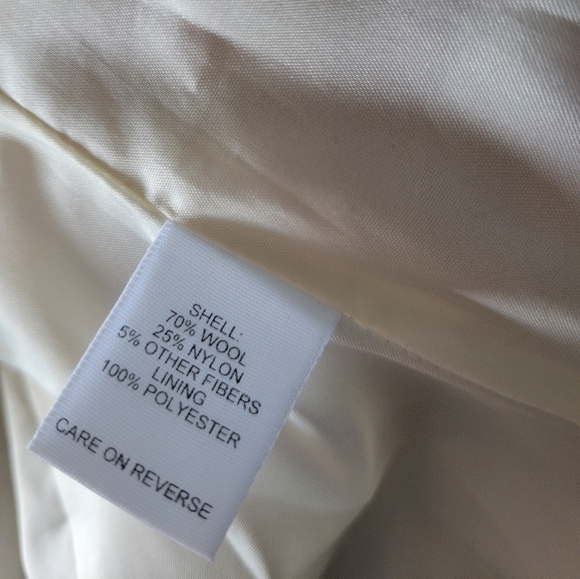 SHELL:
70% WOOL
25% NYLON
5% OTHER FIBERS
LINING
100% POLYESTER
CARE ON REVERSE